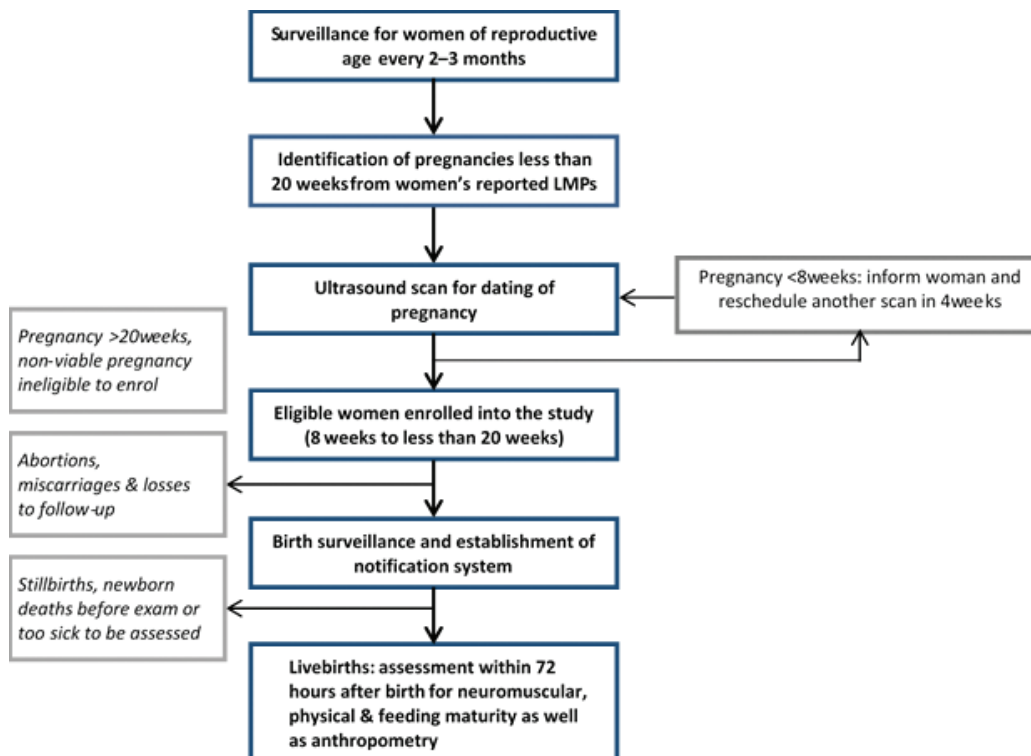 Surveillance for women of reproductive
age every 2–3 months
Identification of pregnancies less than
20 weeks from women's reported LMPs
Ultrasound scan for dating of
pregnancy
Pregnancy <8weeks: inform woman and
reschedule another scan in 4weeks
Pregnancy >20weeks,
non-viable pregnancy
ineligible to enrol
Eligible women enrolled into the study
(8 weeks to less than 20 weeks)
Abortions,
miscarriages & losses
to follow-up
Birth surveillance and establishment of
notification system
Stillbirths, newborn
deaths before exam or
too sick to be assessed
Livebirths: assessment within 72
hours after birth for neuromuscular,
physical & feeding maturity as well
as anthropometry